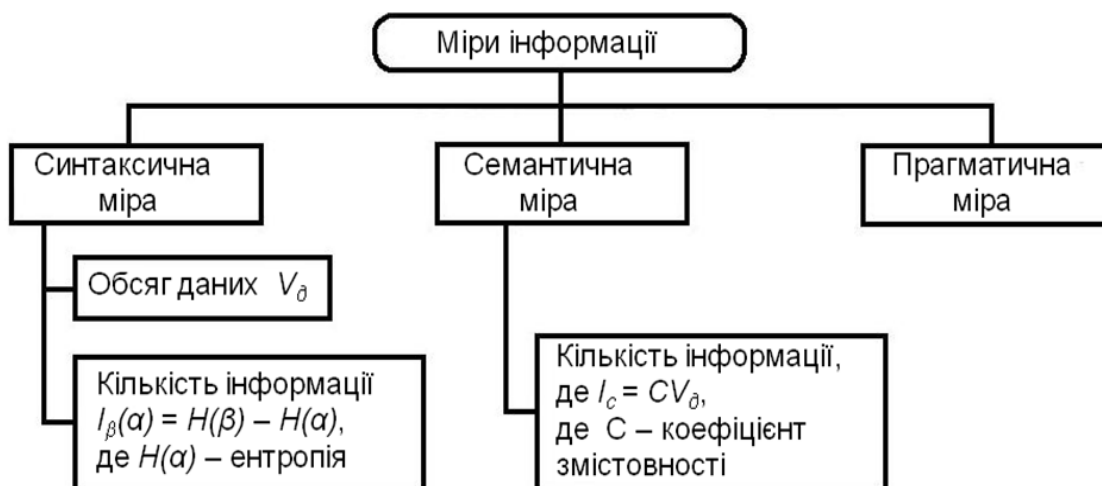 Міри інформації
Синтаксична
міра
Семантична
міра
Прагматична
міра
Обсяг даних V∂
Кількість інформації
Iβ(α) = H(β) – H(α),
де H(α) – ентропія
Кількість інформації,
де Ic = CV∂,
де С – коефіцієнт
змістовності